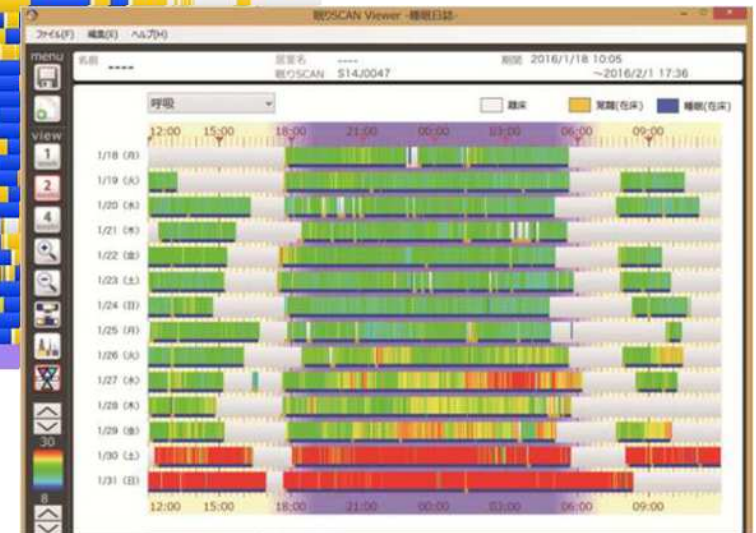 眠りSCAN Viewer -睡眠日誌-
ファイル(F) 編集(E) ヘルプ(H)
menu
名前 ----
居室名 ----
眠りSCAN S14J0047
期間 2016/1/18 10:05
～2016/2/1 17:36
呼吸
離床 覚醒(在床) 睡眠(在床)
view
1
2
4
12:00 15:00 18:00 21:00 00:00 03:00 06:00 09:00
1/18 (月)
1/19 (火)
1/20 (水)
1/21 (木)
1/22 (金)
1/23 (土)
1/24 (日)
1/25 (月)
1/26 (火)
1/27 (水)
1/28 (木)
1/29 (金)
1/30 (土)
1/31 (日)
30
8
12:00 15:00 18:00 21:00 00:00 03:00 06:00 09:00